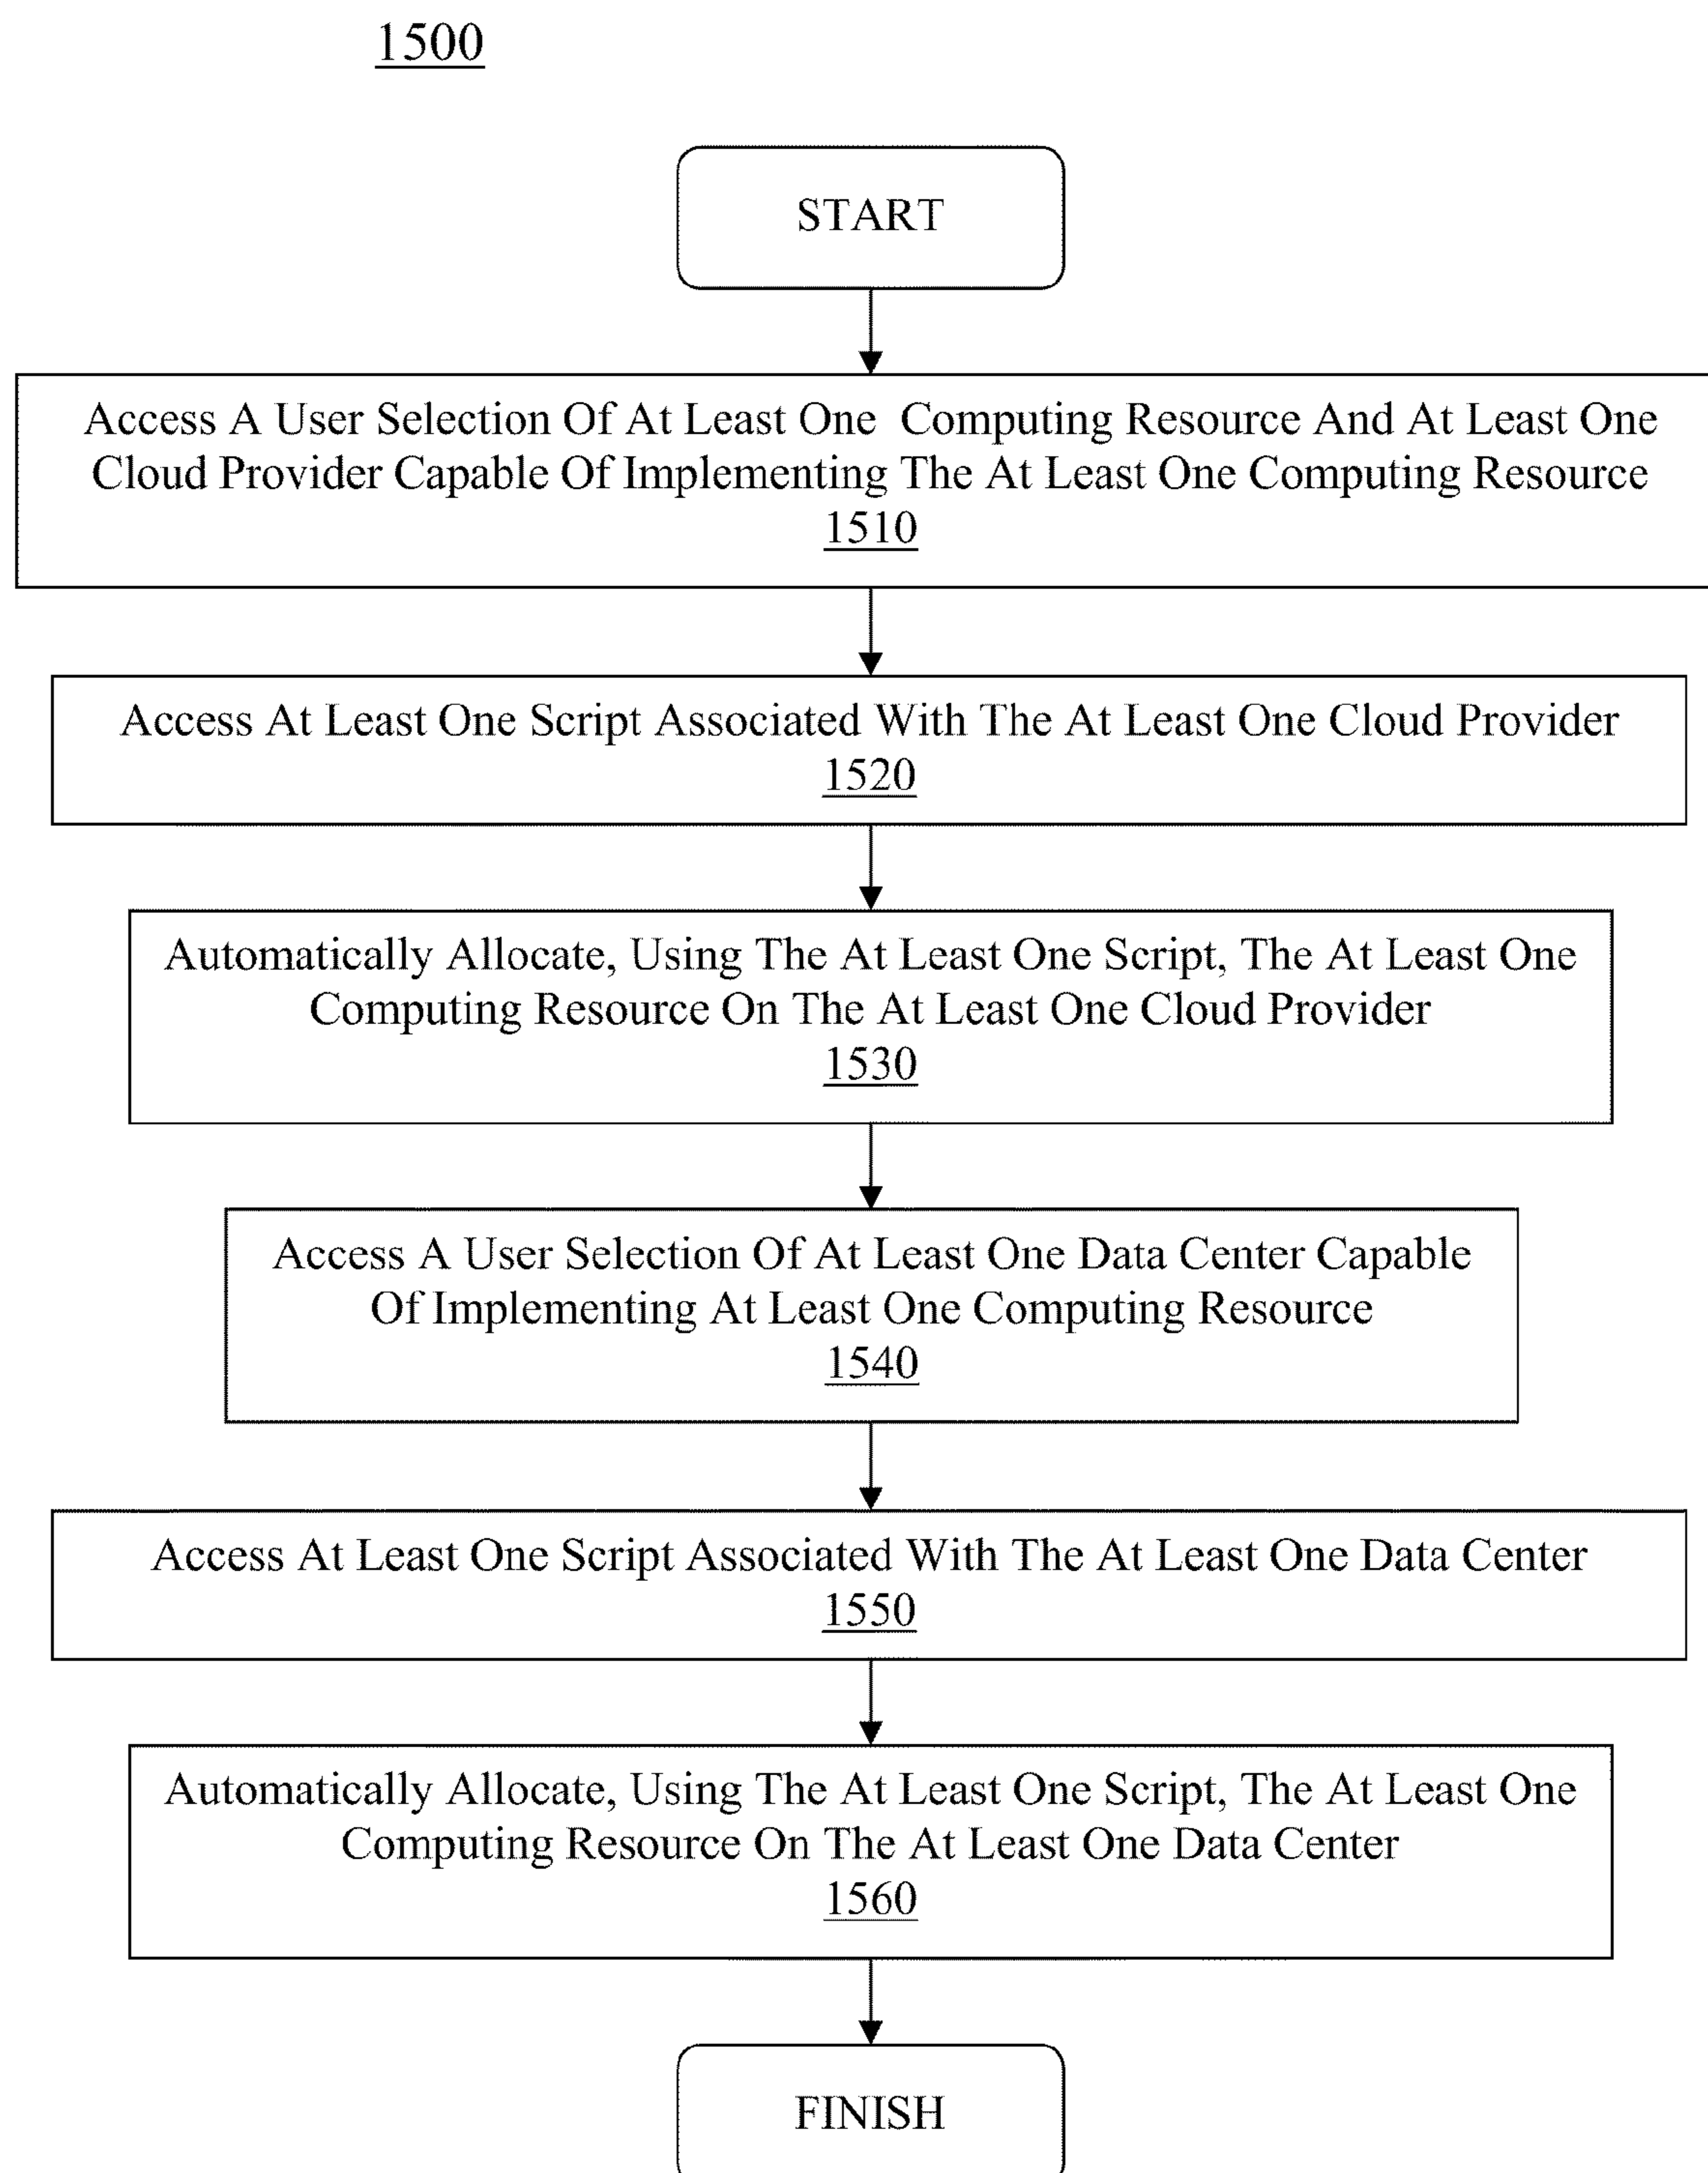 1500
START
Access A User Selection Of At Least One Computing Resource And At Least One
Cloud Provider Capable Of Implementing The At Least One Computing Resource
1510
Access At Least One Script Associated With The At Least One Cloud Provider
1520
Automatically Allocate, Using The At Least One Script, The At Least One
Computing Resource On The At Least One Cloud Provider
1530
Access A User Selection Of At Least One Data Center Capable
Of Implementing At Least One Computing Resource
1540
Access At Least One Script Associated With The At Least One Data Center
1550
Automatically Allocate, Using The At Least One Script, The At Least One
Computing Resource On The At Least One Data Center
1560
FINISH